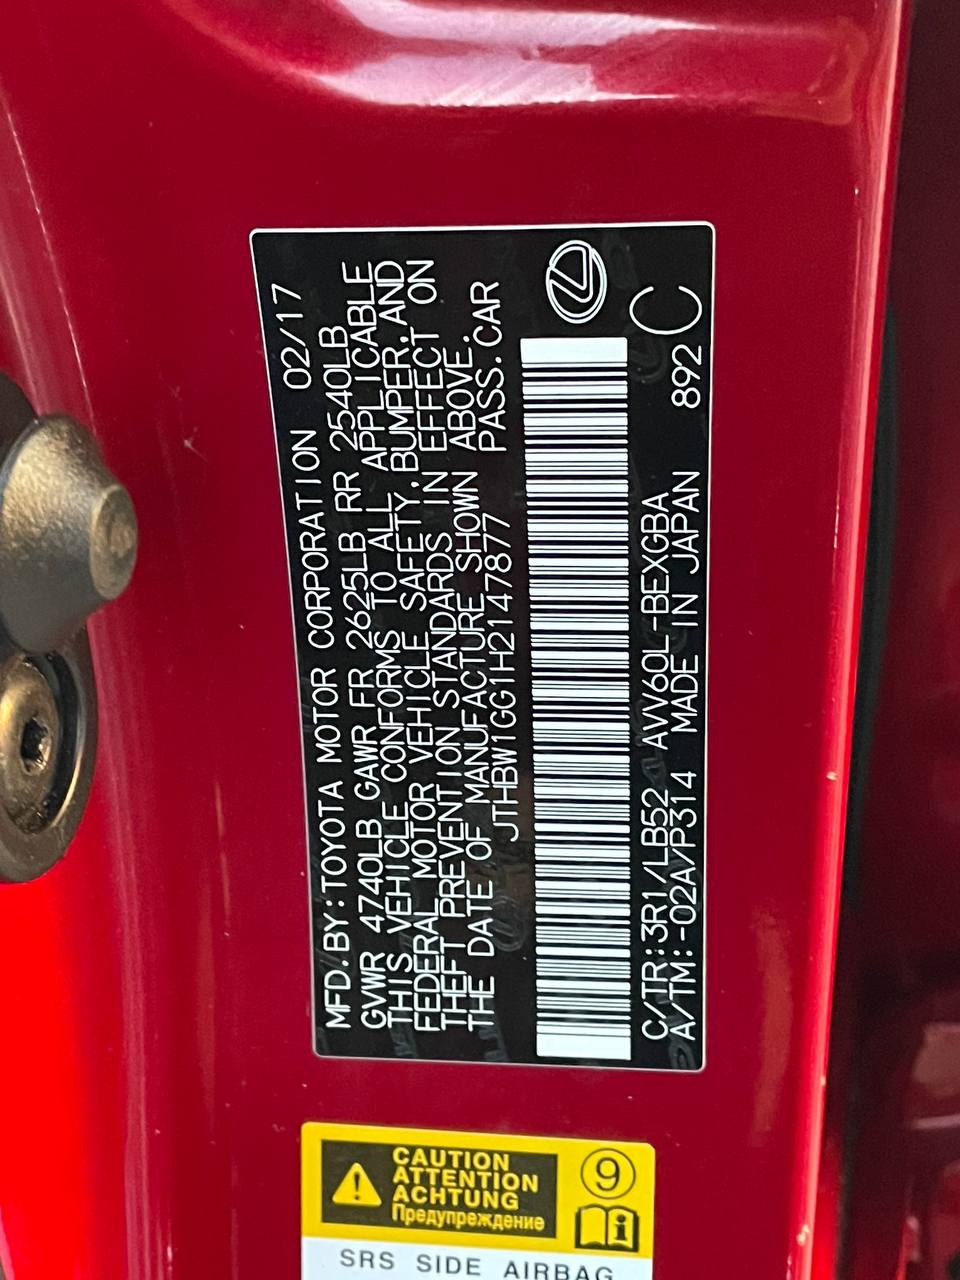 MFD.BY:TOYOTA MOTOR CORPORATION 02/17
GVWR 4740LB GAWR FR 2625LB RR 2540LB
THIS VEHICLE CONFORMS TO ALL APPLICABLE
FEDERAL MOTOR VEHICLE SAFETY,BUMPER,AND
THEFT PREVENTION STANDARDS IN EFFECT ON
THE DATE OF MANUFACTURE SHOWN ABOVE.
JTHBW1GG1H2147877 PASS.CAR
C/TR:3R1/LB52 AVV60L-BEXGBA 892 C
A/TM:-02A/P314 MADE IN JAPAN
CAUTION
ATTENTION
ACHTUNG
Предупреждение
9
i
SRS SIDE AIRBAG